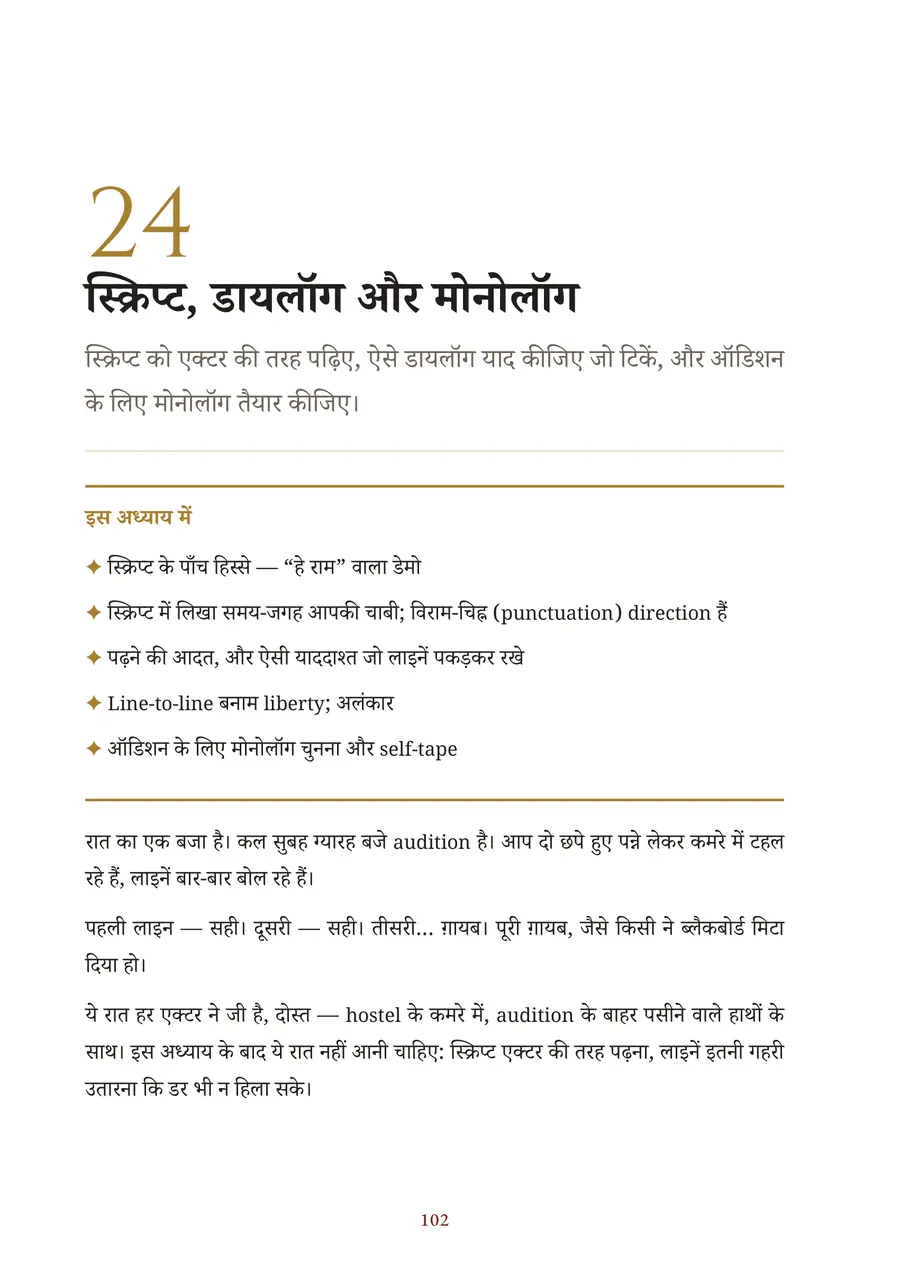 24
स्क्रिप्ट, डायलॉग और मोनोलॉग
स्क्रिप्ट को एक्टर की तरह पढ़िए, ऐसे डायलॉग याद कीजिए जो टिकें, और ऑडिशन
के लिए मोनोलॉग तैयार कीजिए।
इस अध्याय में
✦ स्क्रिप्ट के पाँच हिस्से — “हे राम” वाला डेमो
✦ स्क्रिप्ट में लिखा समय-जगह आपकी चाबी; विराम-चिह्न (punctuation) direction हैं
✦ पढ़ने की आदत, और ऐसी याददाश्त जो लाइनें पकड़कर रखे
✦ Line-to-line बनाम liberty; अलंकार
✦ ऑडिशन के लिए मोनोलॉग चुनना और self-tape
रात का एक बजा है। कल सुबह ग्यारह बजे audition है। आप दो छपे हुए पन्ने लेकर कमरे में टहल
रहे हैं, लाइनें बार-बार बोल रहे हैं।
पहली लाइन — सही। दूसरी — सही। तीसरी… ग़ायब। पूरी ग़ायब, जैसे किसी ने ब्लैकबोर्ड मिटा
दिया हो।
ये रात हर एक्टर ने जी है, दोस्त — hostel के कमरे में, audition के बाहर पसीने वाले हाथों के
साथ। इस अध्याय के बाद ये रात नहीं आनी चाहिए: स्क्रिप्ट एक्टर की तरह पढ़ना, लाइनें इतनी गहरी
उतारना कि डर भी न हिला सके।
102